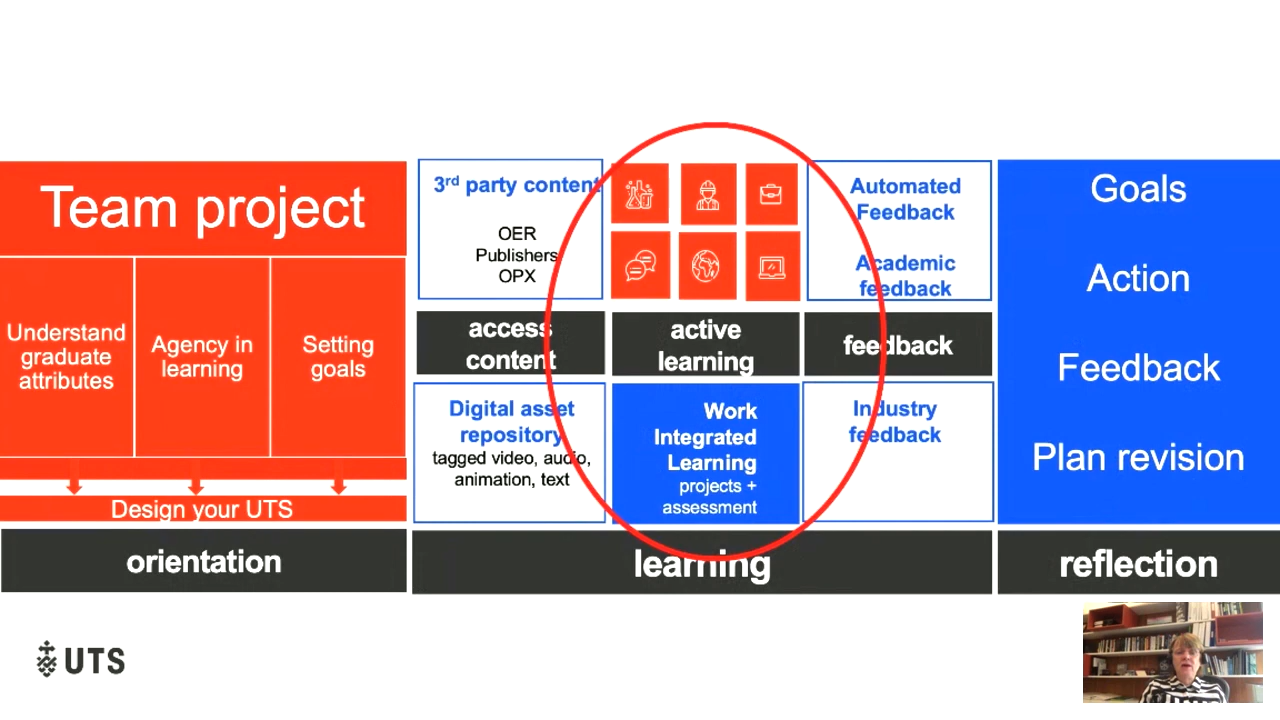 Team project
Understand
graduate
attributes
Agency in
learning
Setting
goals
Design your UTS
orientation
3rd party content
OER
Publishers
OPX
access
content
Digital asset
repository
tagged video, audio,
animation, text
active
learning
Work
Integrated
Learning
projects +
assessment
Automated
Feedback
Academic
feedback
feedback
Industry
feedback
learning
Goals
Action
Feedback
Plan revision
reflection
UTS